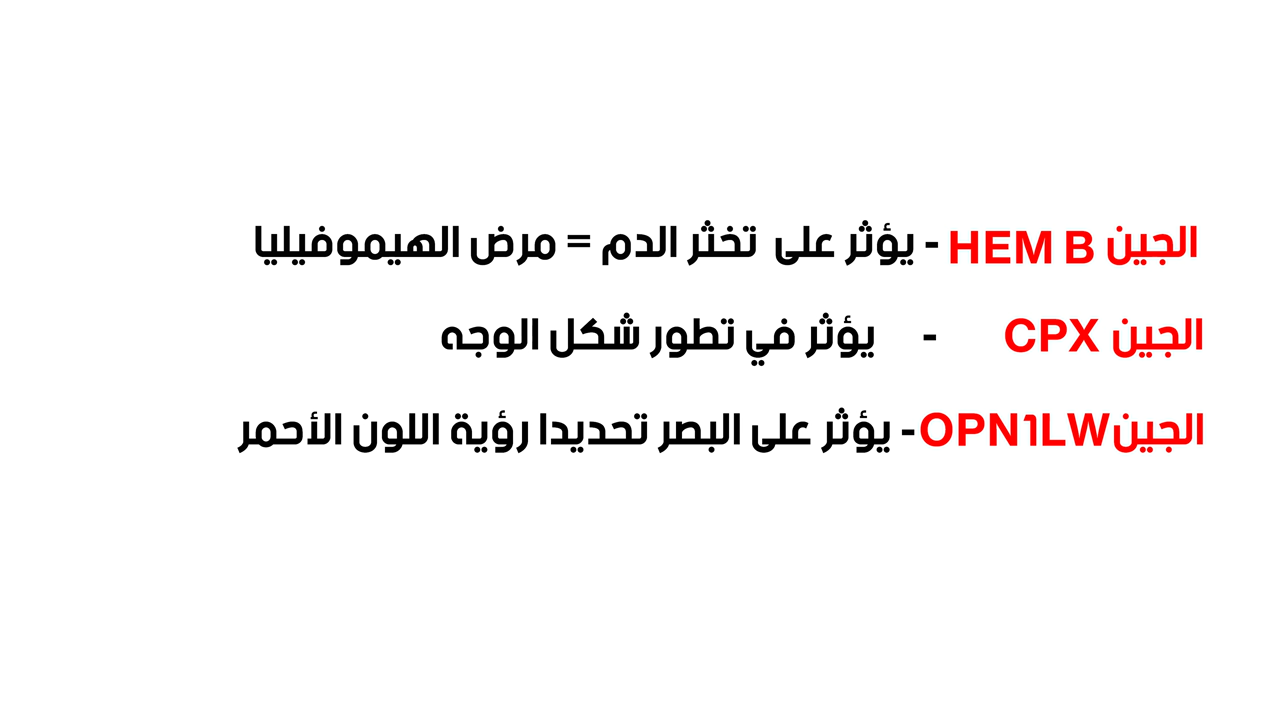 الجين HEM B - يؤثر على تخثر الدم = مرض الهيموفيليا
الجين CPX - يؤثر في تطور شكل الوجه
الجينOPN1LW- يؤثر على البصر تحديدا رؤية اللون الأحمر